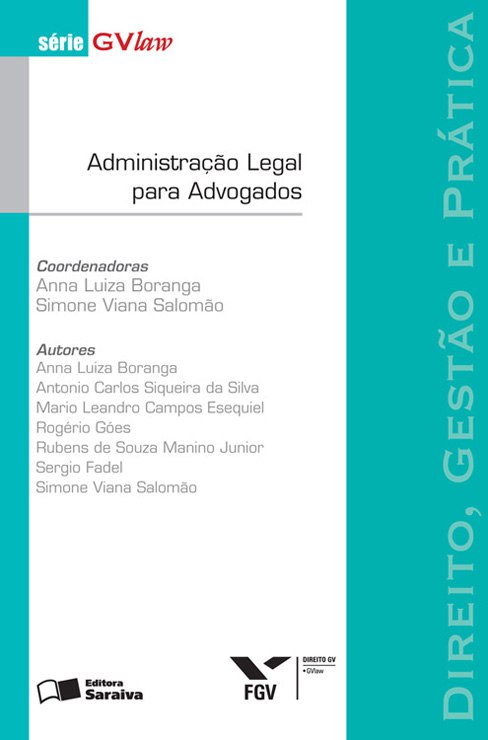 série GVlaw
Administração Legal
para Advogados
Coordenadoras
Anna Luiza Boranga
Simone Viana Salomão
Autores
Anna Luiza Boranga
Antonio Carlos Siqueira da Silva
Mario Leandro Campos Esequiel
Rogério Góes
Rubens de Souza Manino Junior
Sergio Fadel
Simone Viana Salomão
Editora
Saraiva
FGV
DIREITO GV
• GVlaw
DIREITO, GESTÃO E PRÁTICA